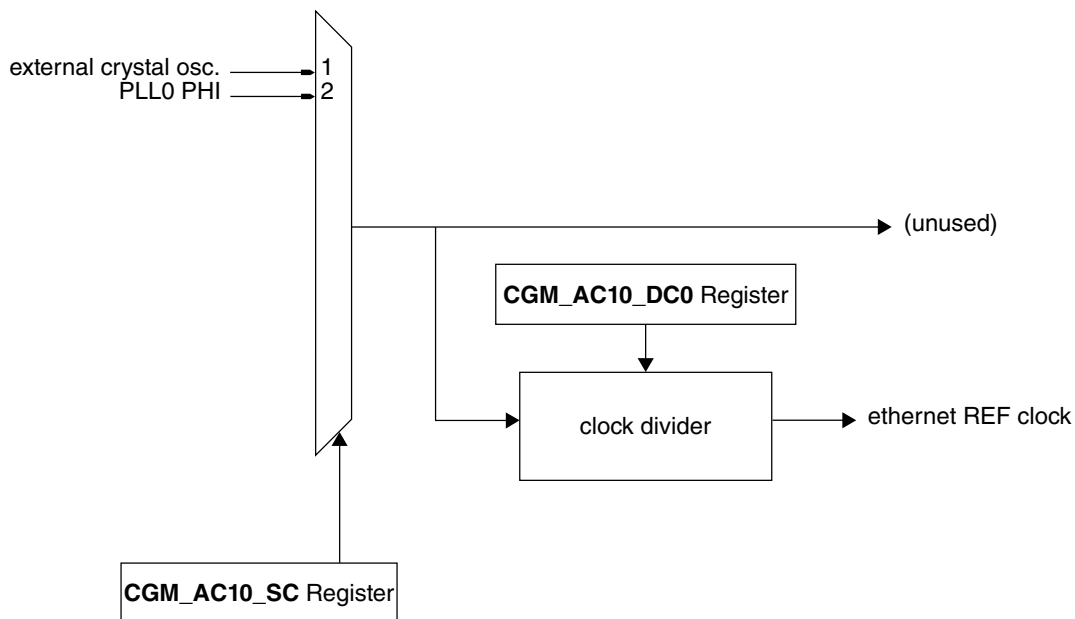 external crystal osc.
1
PLL0 PHI
2
(unused)
CGM_AC10_DC0 Register
clock divider
ethernet REF clock
CGM_AC10_SC Register